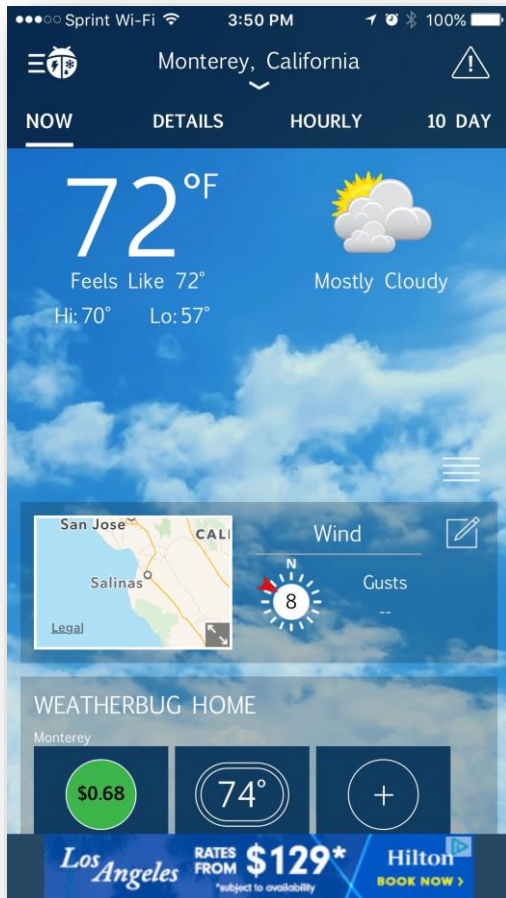 Sprint Wi-Fi 3:50 PM 100%
Monterey, California
NOW DETAILS HOURLY 10 DAY
72°F
Feels Like 72°
Hi: 70° Lo: 57°
Mostly Cloudy
San Jose
CALI
Salinas
Legal
Wind
N
8
Gusts
--
WEATHERBUG HOME
Monterey
$0.68
74°
+
Los Angeles
RATES FROM $129*
*subject to availability
Hilton
BOOK NOW >